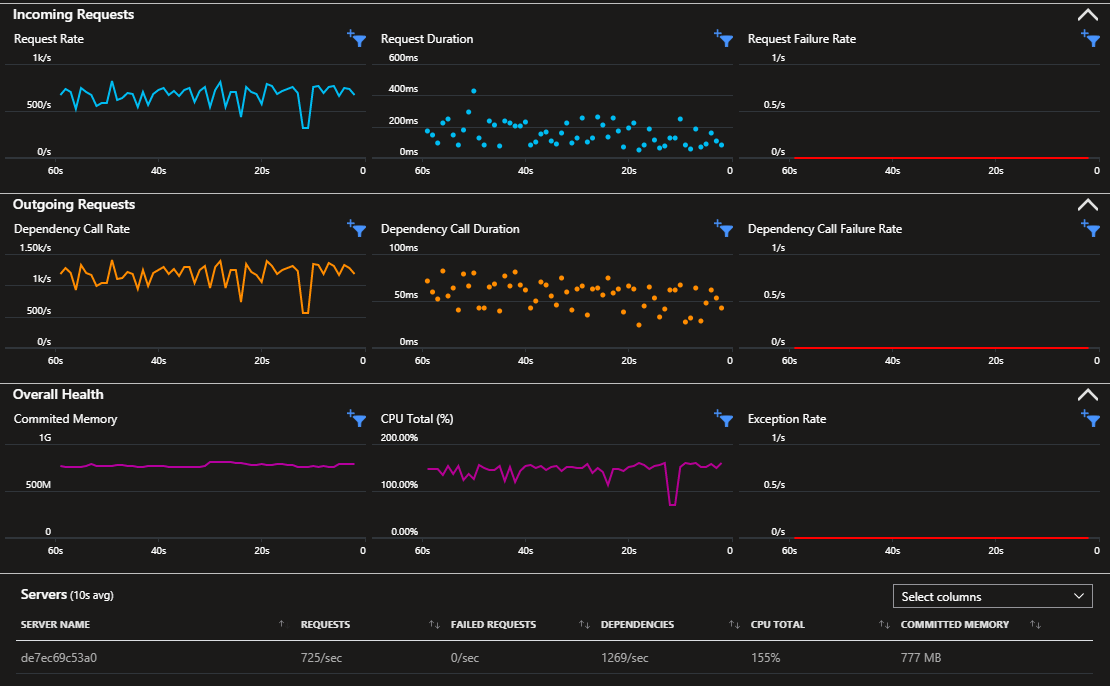 Incoming Requests
Request Rate
Request Duration
Request Failure Rate
1k/s
600ms
1/s
500/s
400ms
0.5/s
200ms
0/s
0ms
0/s
60s 40s 20s 0
60s 40s 20s 0
60s 40s 20s 0
Outgoing Requests
Dependency Call Rate
Dependency Call Duration
Dependency Call Failure Rate
1.50k/s
100ms
1/s
1k/s
50ms
0.5/s
500/s
0/s
0ms
0/s
60s 40s 20s 0
60s 40s 20s 0
60s 40s 20s 0
Overall Health
Commited Memory
CPU Total (%)
Exception Rate
1G
200.00%
1/s
500M
100.00%
0.5/s
0
0.00%
0/s
60s 40s 20s 0
60s 40s 20s 0
60s 40s 20s 0
Servers (10s avg)
Select columns
SERVER NAME REQUESTS FAILED REQUESTS DEPENDENCIES CPU TOTAL COMMITTED MEMORY
de7ec69c53a0 725/sec 0/sec 1269/sec 155% 777 MB